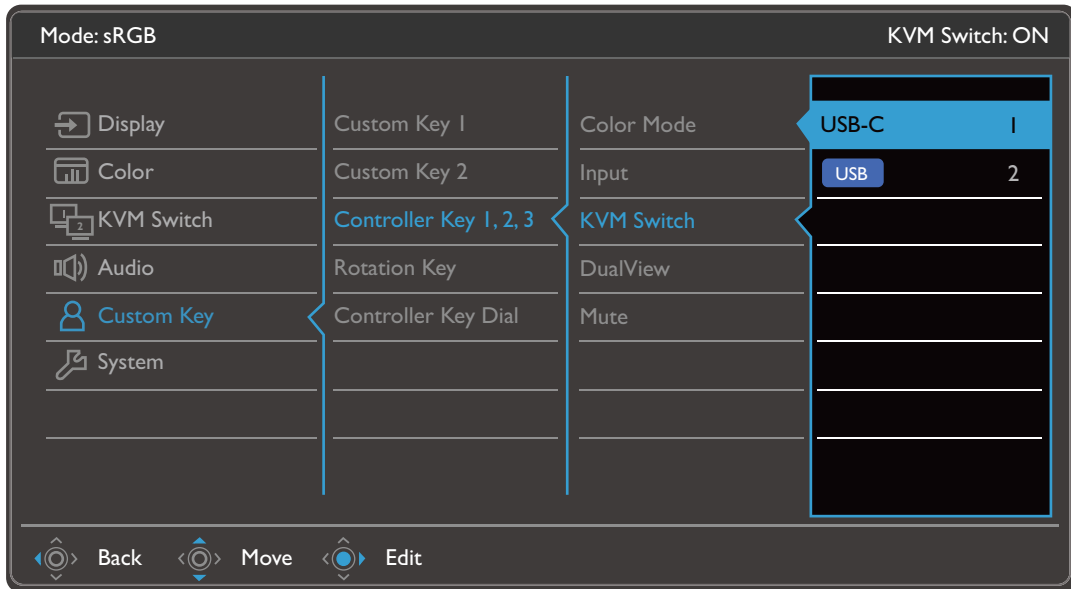 Mode: sRGB KVM Switch: ON
Display Custom Key 1 Color Mode USB-C 1
Color Custom Key 2 Input USB 2
1 2 KVM Switch Controller Key 1, 2, 3 KVM Switch
Audio Rotation Key DualView
Custom Key Controller Key Dial Mute
System
Back Move Edit